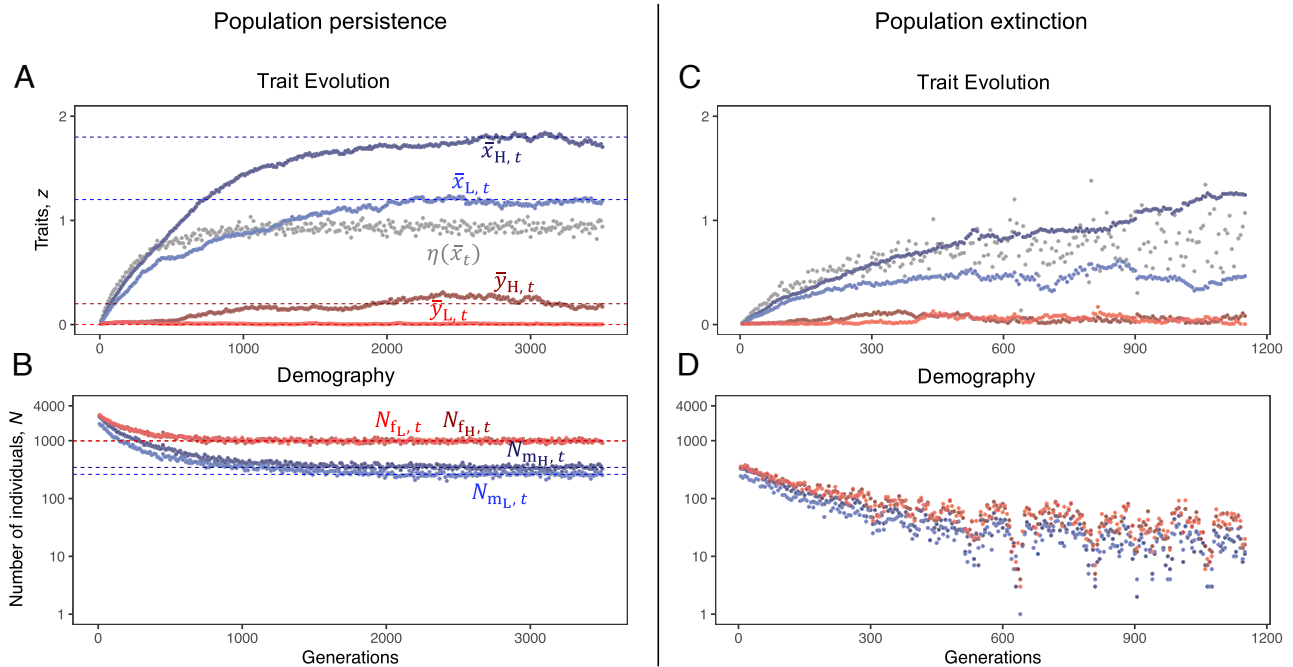 Population persistence
Population extinction
A
Trait Evolution
Traits, z
2
1
0
x̄H, t
x̄L, t
η(x̄t)
ȳH, t
ȳL, t
0
1000
2000
3000
B
Demography
Number of individuals, N
4000
1000
100
10
1
NfL, t
NfH, t
NmH, t
NmL, t
0
1000
2000
3000
Generations
C
Trait Evolution
2
1
0
0
300
600
900
1200
D
Demography
4000
1000
100
10
1
0
300
600
900
1200
Generations